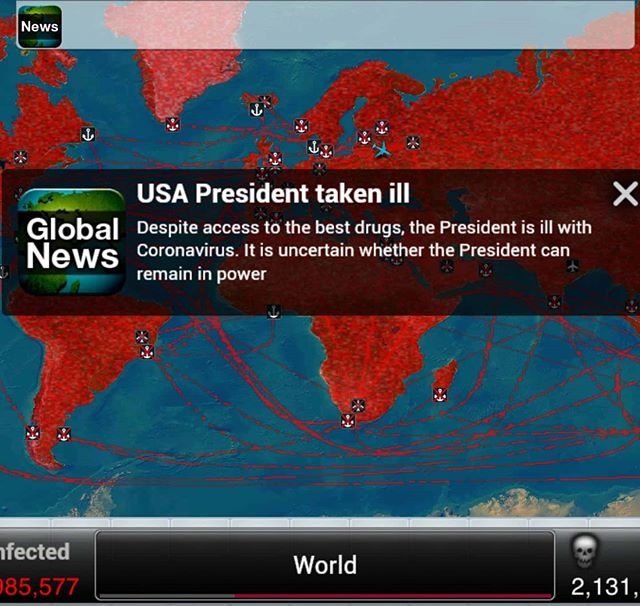 News
USA President taken ill
Global
News
Despite access to the best drugs, the President is ill with
Coronavirus. It is uncertain whether the President can
remain in power
nfected
World
985,577
2,131,